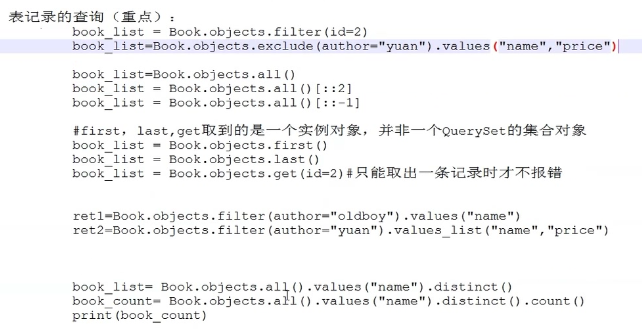 表记录的查询（重点）：
book_list = Book.objects.filter(id=2)
book_list=Book.objects.exclude(author="yuan").values("name","price")
book_list=Book.objects.all()
book_list = Book.objects.all()[::2]
book_list = Book.objects.all()[::-1]
#first，last,get取到的是一个实例对象，并非一个QuerySet的集合对象
book_list = Book.objects.first()
book_list = Book.objects.last()
book_list = Book.objects.get(id=2)#只能取出一条记录时才不报错
ret1=Book.objects.filter(author="oldboy").values("name")
ret2=Book.objects.filter(author="yuan").values_list("name","price")
book_list= Book.objects.all().values("name").distinct()
book_count= Book.objects.all().values("name").distinct().count()
print(book_count)